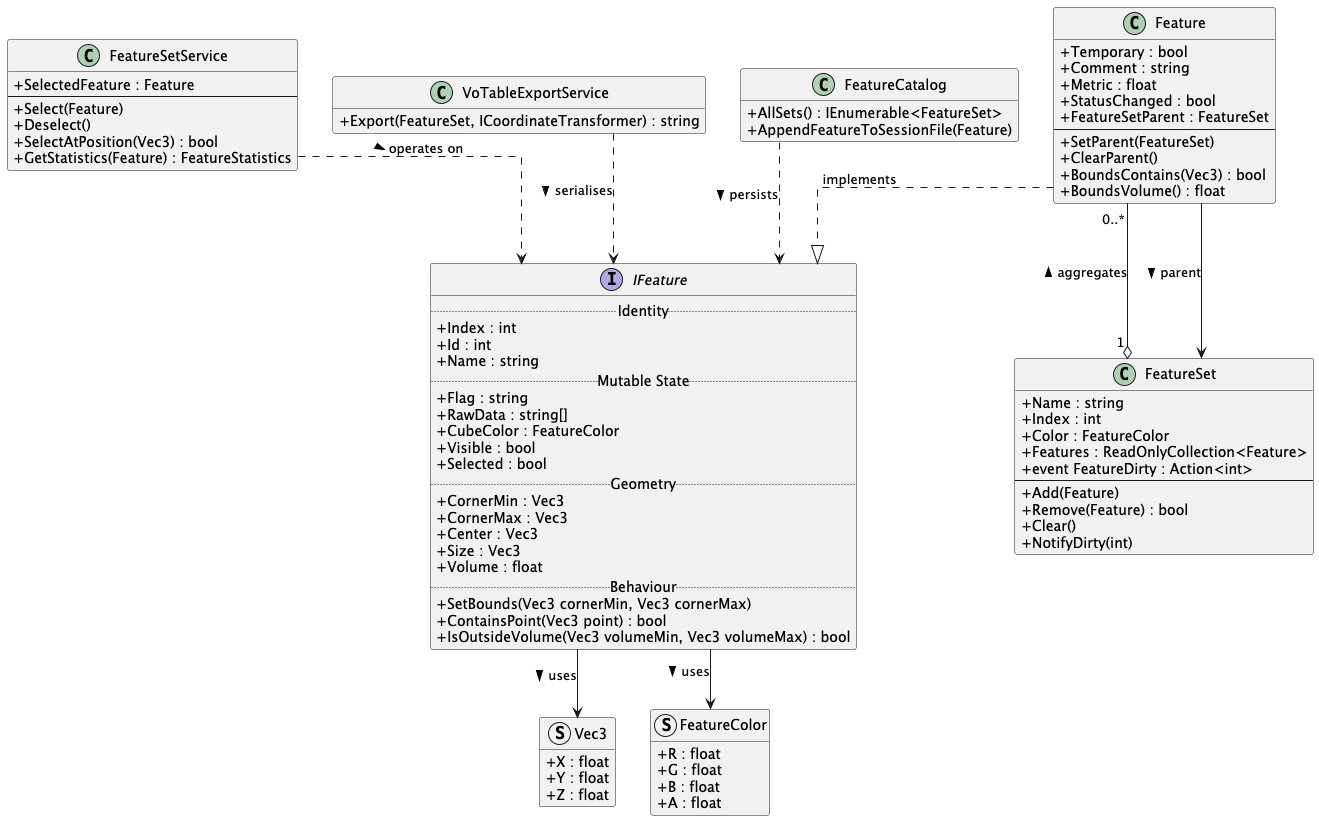 C FeatureSetService
+SelectedFeature : Feature
+Select(Feature)
+Deselect()
+SelectAtPosition(Vec3) : bool
+GetStatistics(Feature) : FeatureStatistics
C VoTableExportService
+Export(FeatureSet, ICoordinateTransformer) : string
C FeatureCatalog
+AllSets() : IEnumerable<FeatureSet>
+AppendFeatureToSessionFile(Feature)
C Feature
+Temporary : bool
+Comment : string
+Metric : float
+StatusChanged : bool
+FeatureSetParent : FeatureSet
+SetParent(FeatureSet)
+ClearParent()
+BoundsContains(Vec3) : bool
+BoundsVolume() : float
operates on
serialises
persists
implements
0..*
aggregates
parent
1
I IFeature
Identity
+Index : int
+Id : int
+Name : string
Mutable State
+Flag : string
+RawData : string[]
+CubeColor : FeatureColor
+Visible : bool
+Selected : bool
Geometry
+CornerMin : Vec3
+CornerMax : Vec3
+Center : Vec3
+Size : Vec3
+Volume : float
Behaviour
+SetBounds(Vec3 cornerMin, Vec3 cornerMax)
+ContainsPoint(Vec3 point) : bool
+IsOutsideVolume(Vec3 volumeMin, Vec3 volumeMax) : bool
C FeatureSet
+Name : string
+Index : int
+Color : FeatureColor
+Features : ReadOnlyCollection<Feature>
+event FeatureDirty : Action<int>
+Add(Feature)
+Remove(Feature) : bool
+Clear()
+NotifyDirty(int)
uses
uses
S Vec3
+X : float
+Y : float
+Z : float
S FeatureColor
+R : float
+G : float
+B : float
+A : float